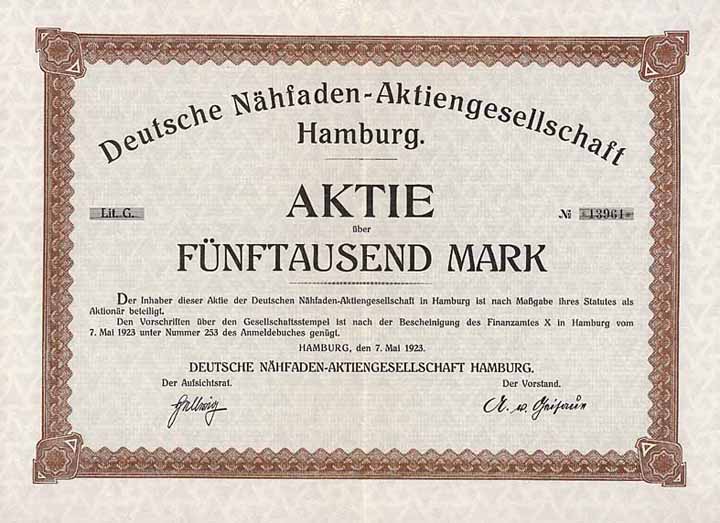 Deutsche Nähfaden-Aktiengesellschaft
Hamburg.
AKTIE
Lit. G.
№ 13961
über
FÜNFTAUSEND MARK
Der Inhaber dieser Aktie der Deutschen Nähfaden-Aktiengesellschaft in Hamburg ist nach Maßgabe ihres Statutes als
Aktionär beteiligt.
Den Vorschriften über den Gesellschaftsstempel ist nach der Bescheinigung des Finanzamtes X in Hamburg vom
7. Mai 1923 unter Nummer 253 des Anmeldebuches genügt.
HAMBURG, den 7. Mai 1923.
DEUTSCHE NÄHFADEN-AKTIENGESELLSCHAFT HAMBURG.
Der Aufsichtsrat.
Der Vorstand.
Hellwig